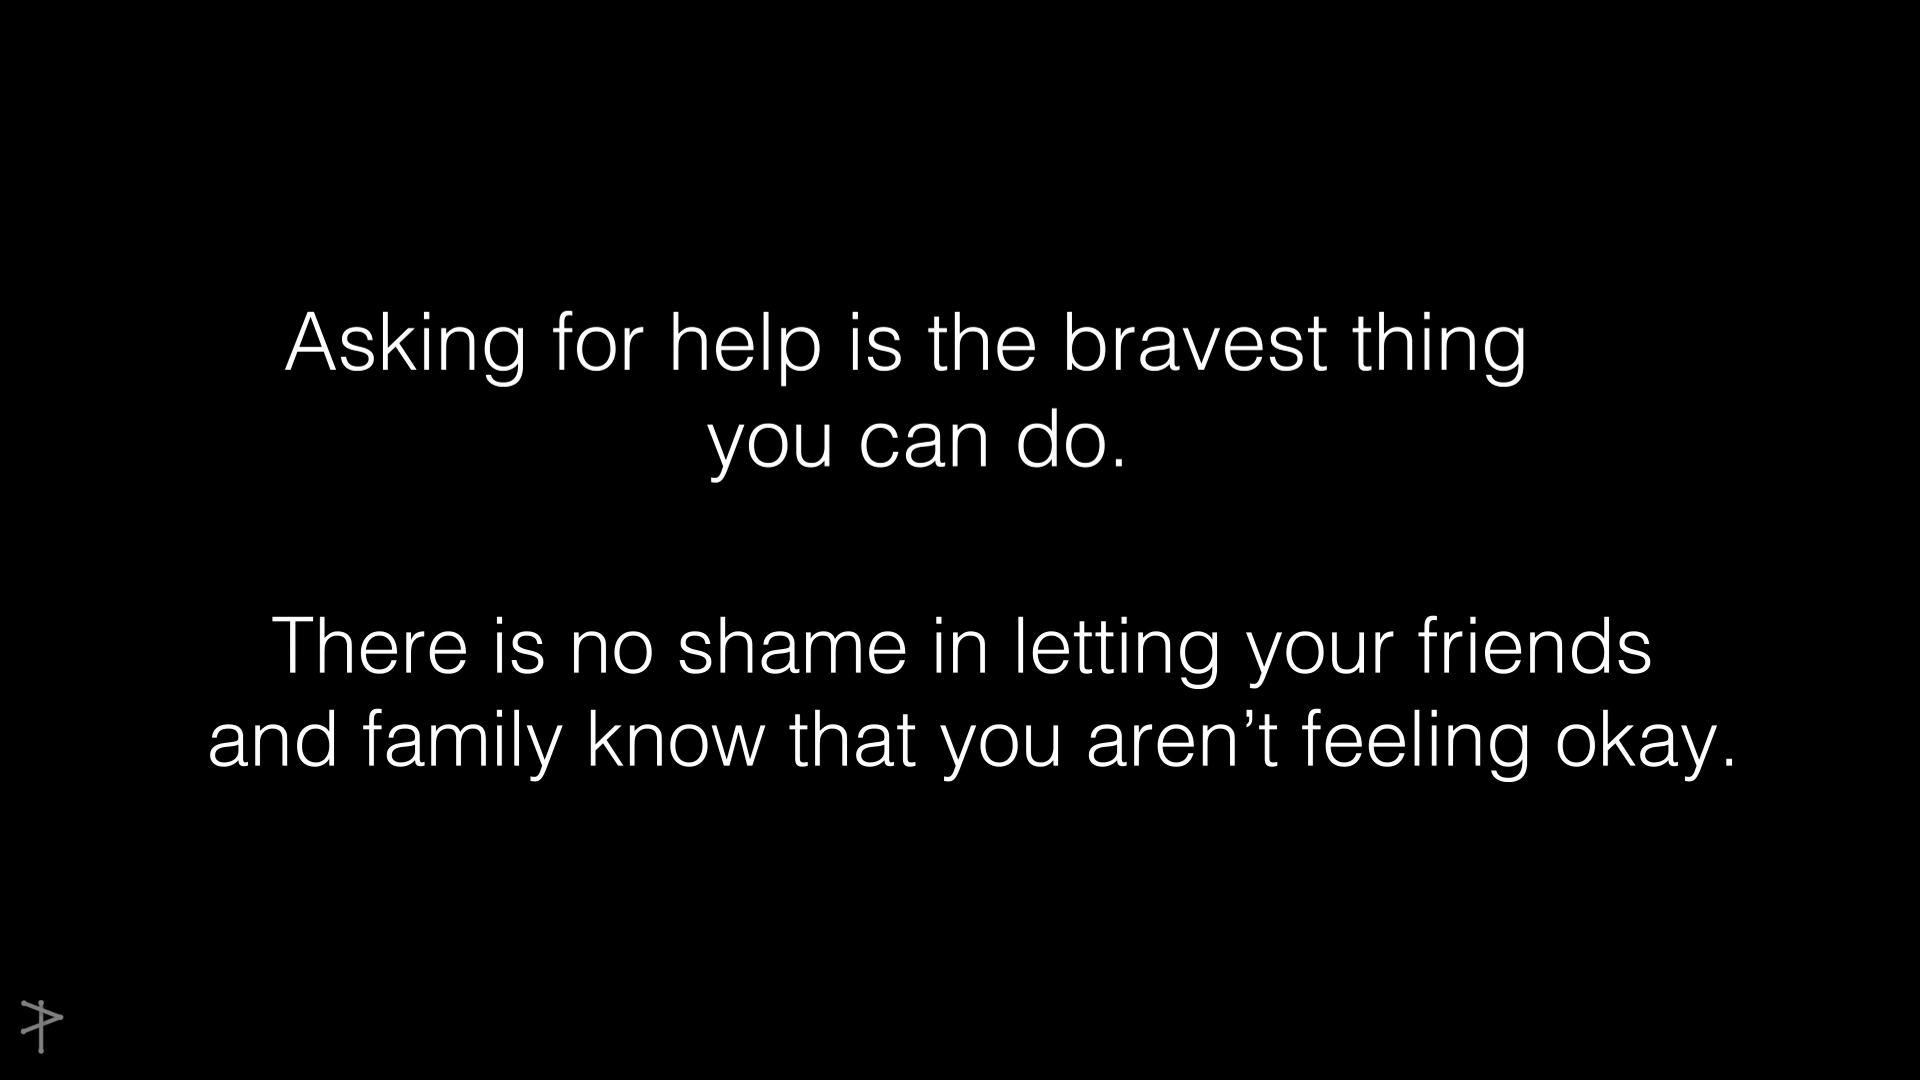 Asking for help is the bravest thing
you can do.
There is no shame in letting your friends
and family know that you aren’t feeling okay.